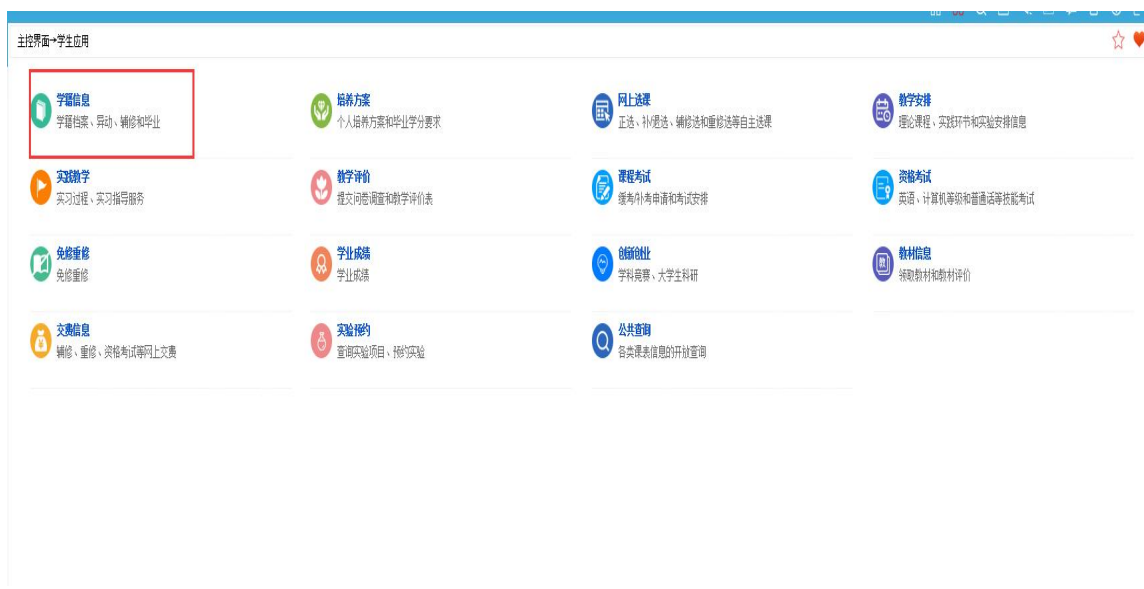 主控界面→学生应用
学籍信息
学籍档案、异动、辅修和毕业
培养方案
个人培养方案和毕业学分要求
网上选课
正选、补/退选、辅修选和重修选等自主选课
教学安排
理论课程、实践环节和实验安排信息
实践教学
实习过程、实习指导服务
教学评价
提交问卷调查和教学评价表
课程考试
缓考/补考申请和考试安排
资格考试
英语、计算机等级和普通话等技能考试
免修重修
免修重修
学业成绩
学业成绩
创新创业
学科竞赛、大学生科研
教材信息
领取教材和教材评价
交费信息
辅修、重修、资格考试等网上交费
实验预约
查询实验项目、预约实验
公共查询
各类课表信息的开放查询